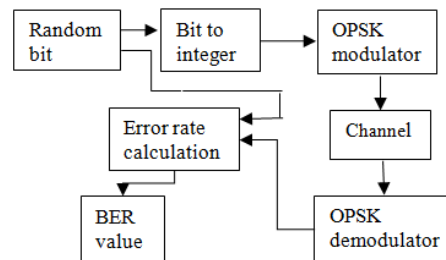 Random
bit
Bit to
integer
OPSK
modulator
Channel
Error rate
calculation
BER
value
OPSK
demodulator